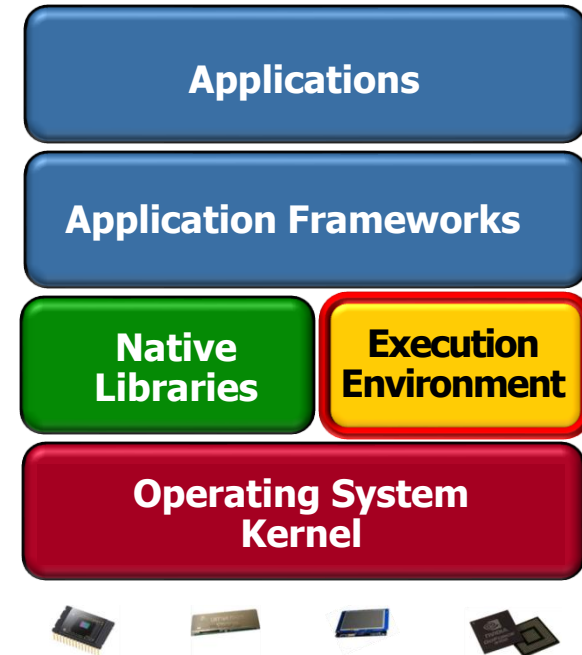 Applications
Application Frameworks
Native
Libraries
Execution
Environment
Operating System
Kernel